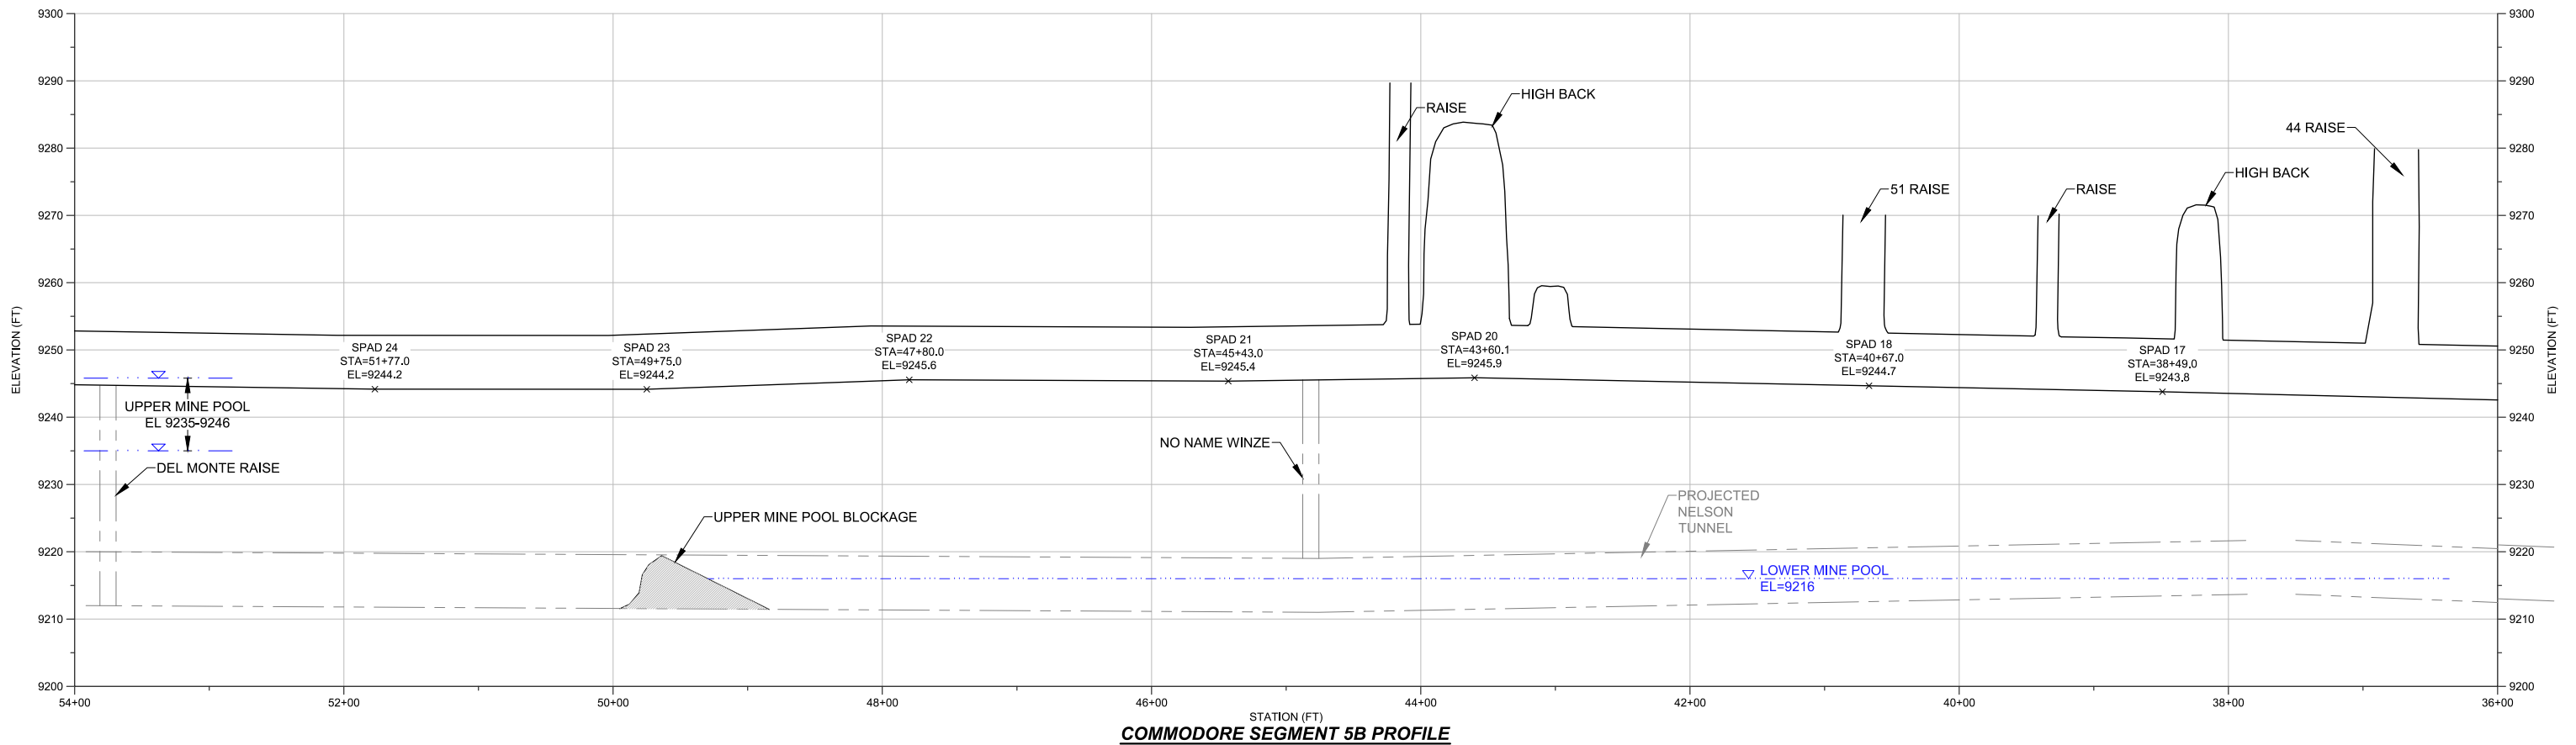 9300
9290
9280
9270
9260
9250
9240
9230
9220
9210
9200
ELEVATION (FT)
RAISE
HIGH BACK
51 RAISE
RAISE
HIGH BACK
44 RAISE
SPAD 24
STA=51+77.0
EL=9244.2
SPAD 23
STA=49+75.0
EL=9244.2
SPAD 22
STA=47+80.0
EL=9245.6
SPAD 21
STA=45+43.0
EL=9245.4
SPAD 20
STA=43+60.1
EL=9245.9
SPAD 18
STA=40+67.0
EL=9244.7
SPAD 17
STA=38+49.0
EL=9243.8
UPPER MINE POOL
EL 9235-9246
DEL MONTE RAISE
NO NAME WINZE
UPPER MINE POOL BLOCKAGE
PROJECTED
NELSON
TUNNEL
LOWER MINE POOL
EL=9216
9300
9290
9280
9270
9260
9250
9240
9230
9220
9210
9200
ELEVATION (FT)
54+00
52+00
50+00
48+00
46+00
44+00
42+00
40+00
38+00
36+00
STATION (FT)
COMMODORE SEGMENT 5B PROFILE